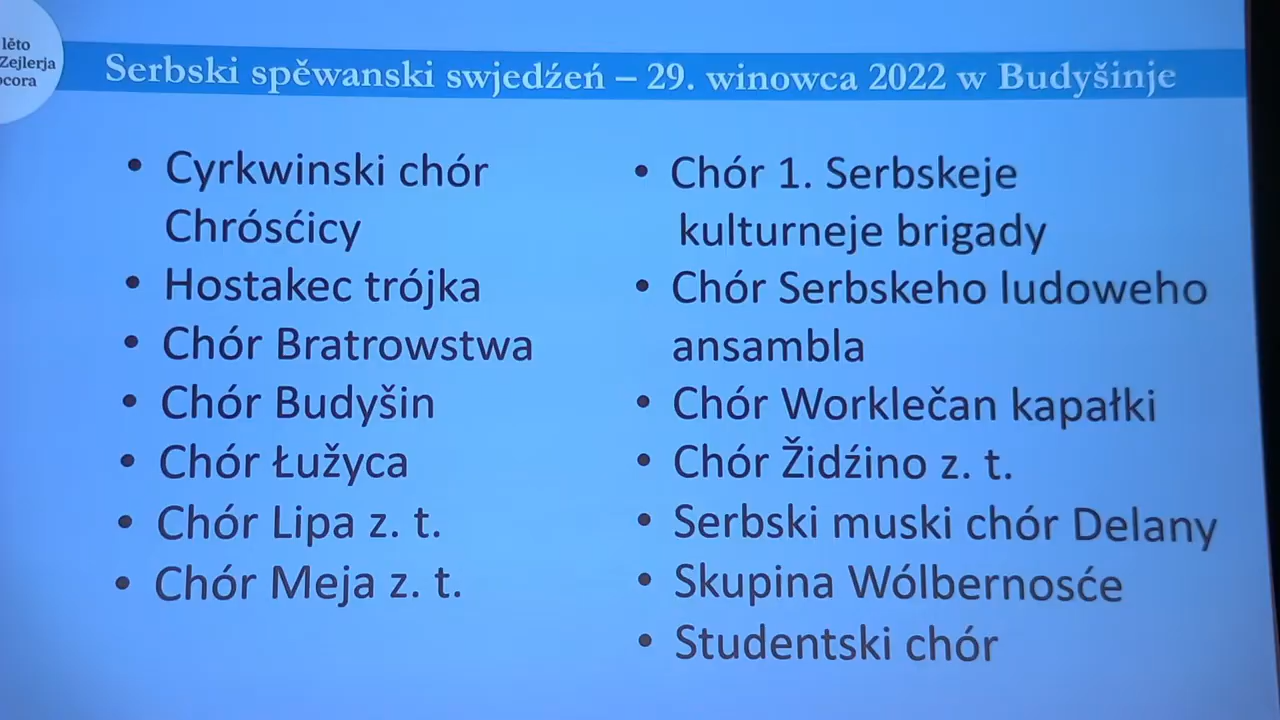 lěto
Zejlerja
ocora
Serbski spěwanski swjedźeń – 29. winowca 2022 w Budyšinje
• Cyrkwinski chór
Chrósćicy
• Hostakec trójka
• Chór Bratrowstwa
• Chór Budyšin
• Chór Łužyca
• Chór Lipa z. t.
• Chór Meja z. t.
• Chór 1. Serbskeje
kulturneje brigady
• Chór Serbskeho ludoweho
ansambla
• Chór Worklečan kapałki
• Chór Židźino z. t.
• Serbski muski chór Delany
• Skupina Wólbernosće
• Studentski chór